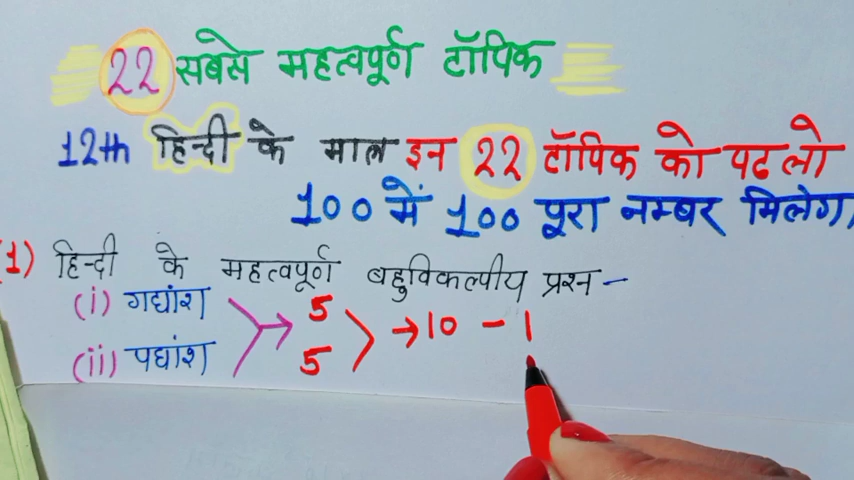 22 सबसे महत्वपूर्ण टॉपिक
12th हिन्दी के मात्र इन 22 टॉपिक को पढ लो
100 में 100 पूरा नम्बर मिलेगा
(1) हिन्दी के महत्वपूर्ण बहुविकल्पीय प्रश्न –
(i) गद्यांश → 5
(ii) पद्यांश 5 → 10 – 1